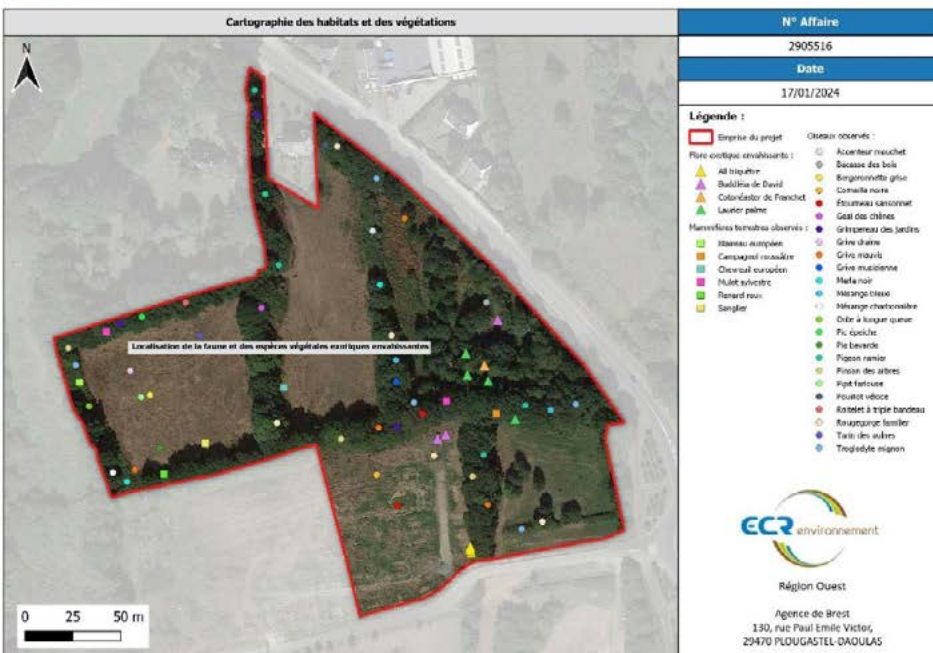 Cartographie des habitats et des végétations
N
Localisation de la faune et des espèces végétales exotiques envahissantes
0 25 50 m
N° Affaire
2905516
Date
17/01/2024
Légende :
Emprise du projet
Flore exotique envahissante :
Ail triquètre
Buddléia de David
Cotonéaster de Franchet
Laurier palme
Mammifères terrestres observés :
Blaireau européen
Campagnol roussâtre
Chevreuil européen
Mulot sylvestre
Renard roux
Sanglier
Oiseaux observés :
Accenteur mouchet
Bécasse des bois
Bergeronnette grise
Corneille noire
Étourneau sansonnet
Geai des chênes
Grimpereau des jardins
Grive draine
Grive mauvis
Grive musicienne
Merle noir
Mésange bleue
Mésange charbonnière
Orite à longue queue
Pic épeiche
Pie bavarde
Pigeon ramier
Pinson des arbres
Pipit farlouse
Pouillot véloce
Roitelet à triple bandeau
Rougegorge familier
Tarin des aulnes
Troglodyte mignon
ECR environnement
Région Ouest
Agence de Brest
130, rue Paul Emile Victor,
29470 PLOUGASTEL-DAOULAS